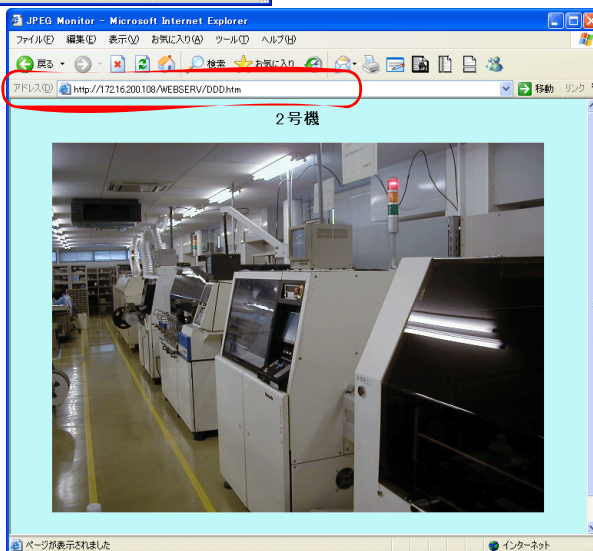 JPEG Monitor - Microsoft Internet Explorer
ファイル(F) 編集(E) 表示(V) お気に入り(A) ツール(T) ヘルプ(H)
戻る 検索 お気に入り
アドレス(D) http://172.16.200.108/WEBSERV/DDD.htm 移動 リンク
2号機
ページが表示されました インターネット